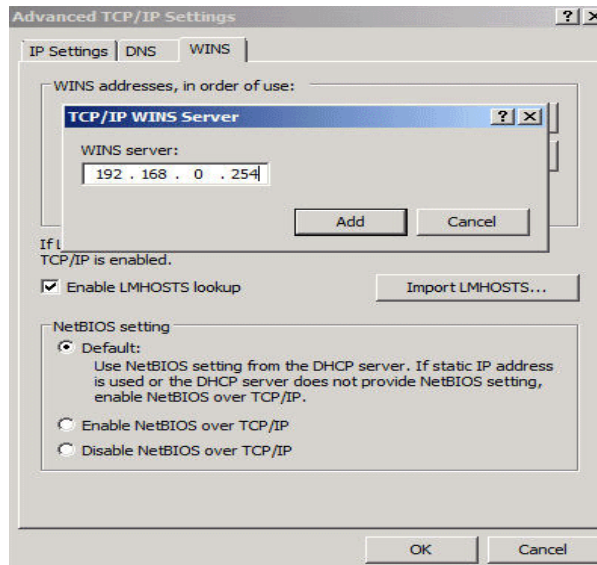 Advanced TCP/IP Settings
IP Settings DNS WINS
WINS addresses, in order of use:
TCP/IP WINS Server
WINS server:
192 . 168 . 0 . 254
Add Cancel
If L
TCP/IP is enabled.
Enable LMHOSTS lookup Import LMHOSTS...
NetBIOS setting
Default:
Use NetBIOS setting from the DHCP server. If static IP address
is used or the DHCP server does not provide NetBIOS setting,
enable NetBIOS over TCP/IP.
Enable NetBIOS over TCP/IP
Disable NetBIOS over TCP/IP
OK Cancel